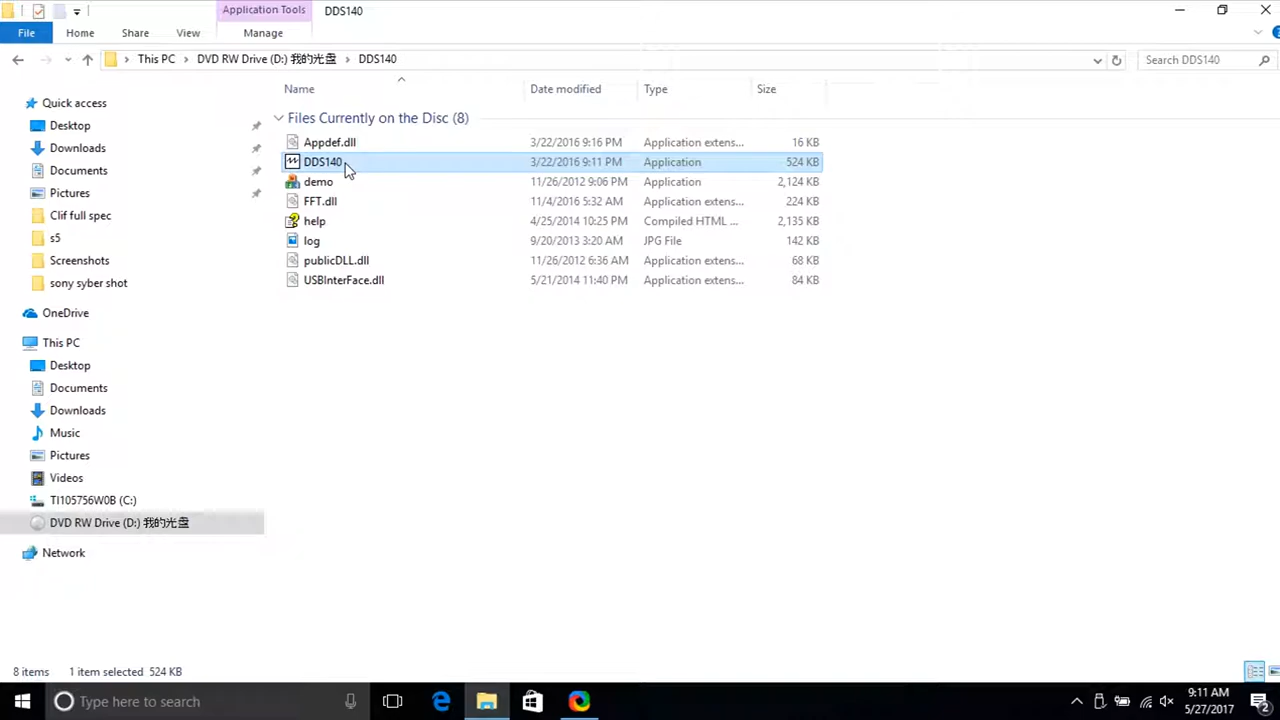 Application Tools DDS140
File Home Share View Manage
This PC DVD RW Drive (D:) 我的光盘 DDS140 Search DDS140
Name Date modified Type Size
Files Currently on the Disc (8)
Appdef.dll 3/22/2016 9:16 PM Application extens... 16 KB
DDS140 3/22/2016 9:11 PM Application 524 KB
demo 11/26/2012 9:06 PM Application 2,124 KB
FFT.dll 11/4/2016 5:32 AM Application extens... 224 KB
help 4/25/2014 10:25 PM Compiled HTML ... 2,135 KB
log 9/20/2013 3:20 AM JPG File 142 KB
publicDLL.dll 11/26/2012 6:36 AM Application extens... 68 KB
USBInterFace.dll 5/21/2014 11:40 PM Application extens... 84 KB
Quick access
Desktop
Downloads
Documents
Pictures
Clif full spec
s5
Screenshots
sony syber shot
OneDrive
This PC
Desktop
Documents
Downloads
Music
Pictures
Videos
TI105756W0B (C:)
DVD RW Drive (D:) 我的光盘
Network
8 items 1 item selected 524 KB
Type here to search
9:11 AM
5/27/2017
2